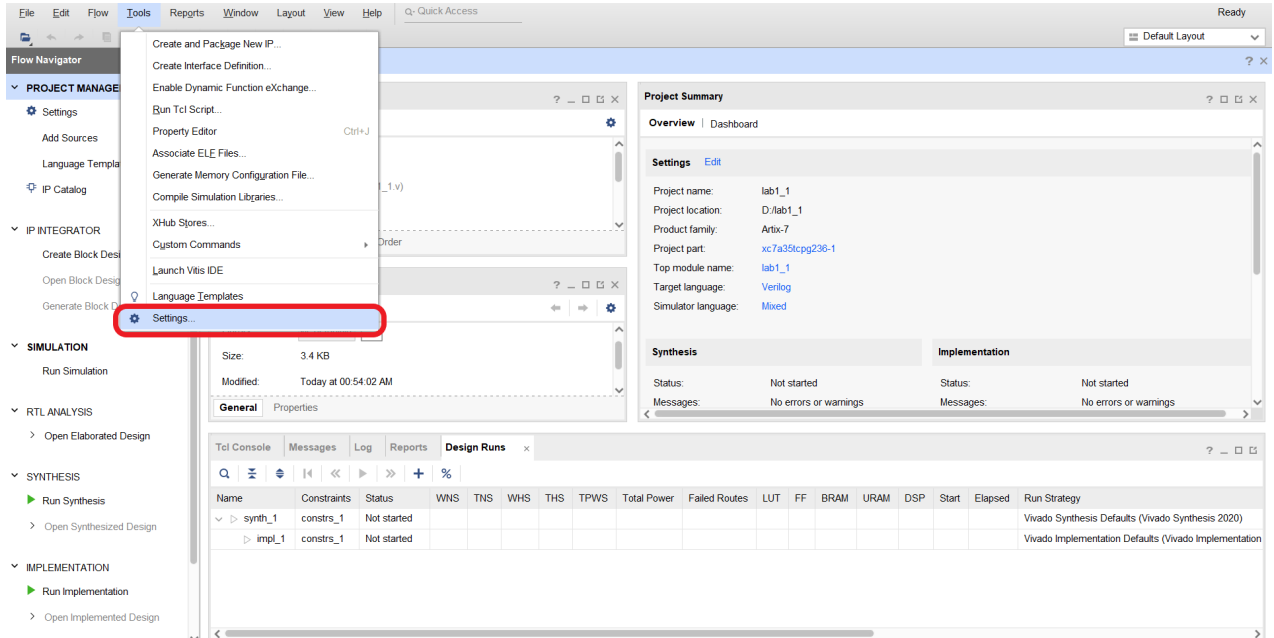 File Edit Flow Tools Reports Window Layout View Help Q- Quick Access Ready
Default Layout
Flow Navigator
PROJECT MANAGE
Settings
Add Sources
Language Templa
IP Catalog
IP INTEGRATOR
Create Block Desi
Open Block Desig
Generate Block D
SIMULATION
Run Simulation
RTL ANALYSIS
Open Elaborated Design
SYNTHESIS
Run Synthesis
Open Synthesized Design
IMPLEMENTATION
Run Implementation
Open Implemented Design
Create and Package New IP...
Create Interface Definition...
Enable Dynamic Function eXchange...
Run Tcl Script...
Property Editor Ctrl+J
Associate ELF Files...
Generate Memory Configuration File...
Compile Simulation Libraries...
XHub Stores...
Custom Commands
Launch Vitis IDE
Language Templates
Settings...
1_1.v)
Order
Size: 3.4 KB
Modified: Today at 00:54:02 AM
General Properties
Project Summary
Overview | Dashboard
Settings Edit
Project name: lab1_1
Project location: D:/lab1_1
Product family: Artix-7
Project part: xc7a35tcpg236-1
Top module name: lab1_1
Target language: Verilog
Simulator language: Mixed
Synthesis Implementation
Status: Not started Status: Not started
Messages: No errors or warnings Messages: No errors or warnings
Tcl Console Messages Log Reports Design Runs
Name Constraints Status WNS TNS WHS THS TPWS Total Power Failed Routes LUT FF BRAM URAM DSP Start Elapsed Run Strategy
synth_1 constrs_1 Not started Vivado Synthesis Defaults (Vivado Synthesis 2020)
impl_1 constrs_1 Not started Vivado Implementation Defaults (Vivado Implementation